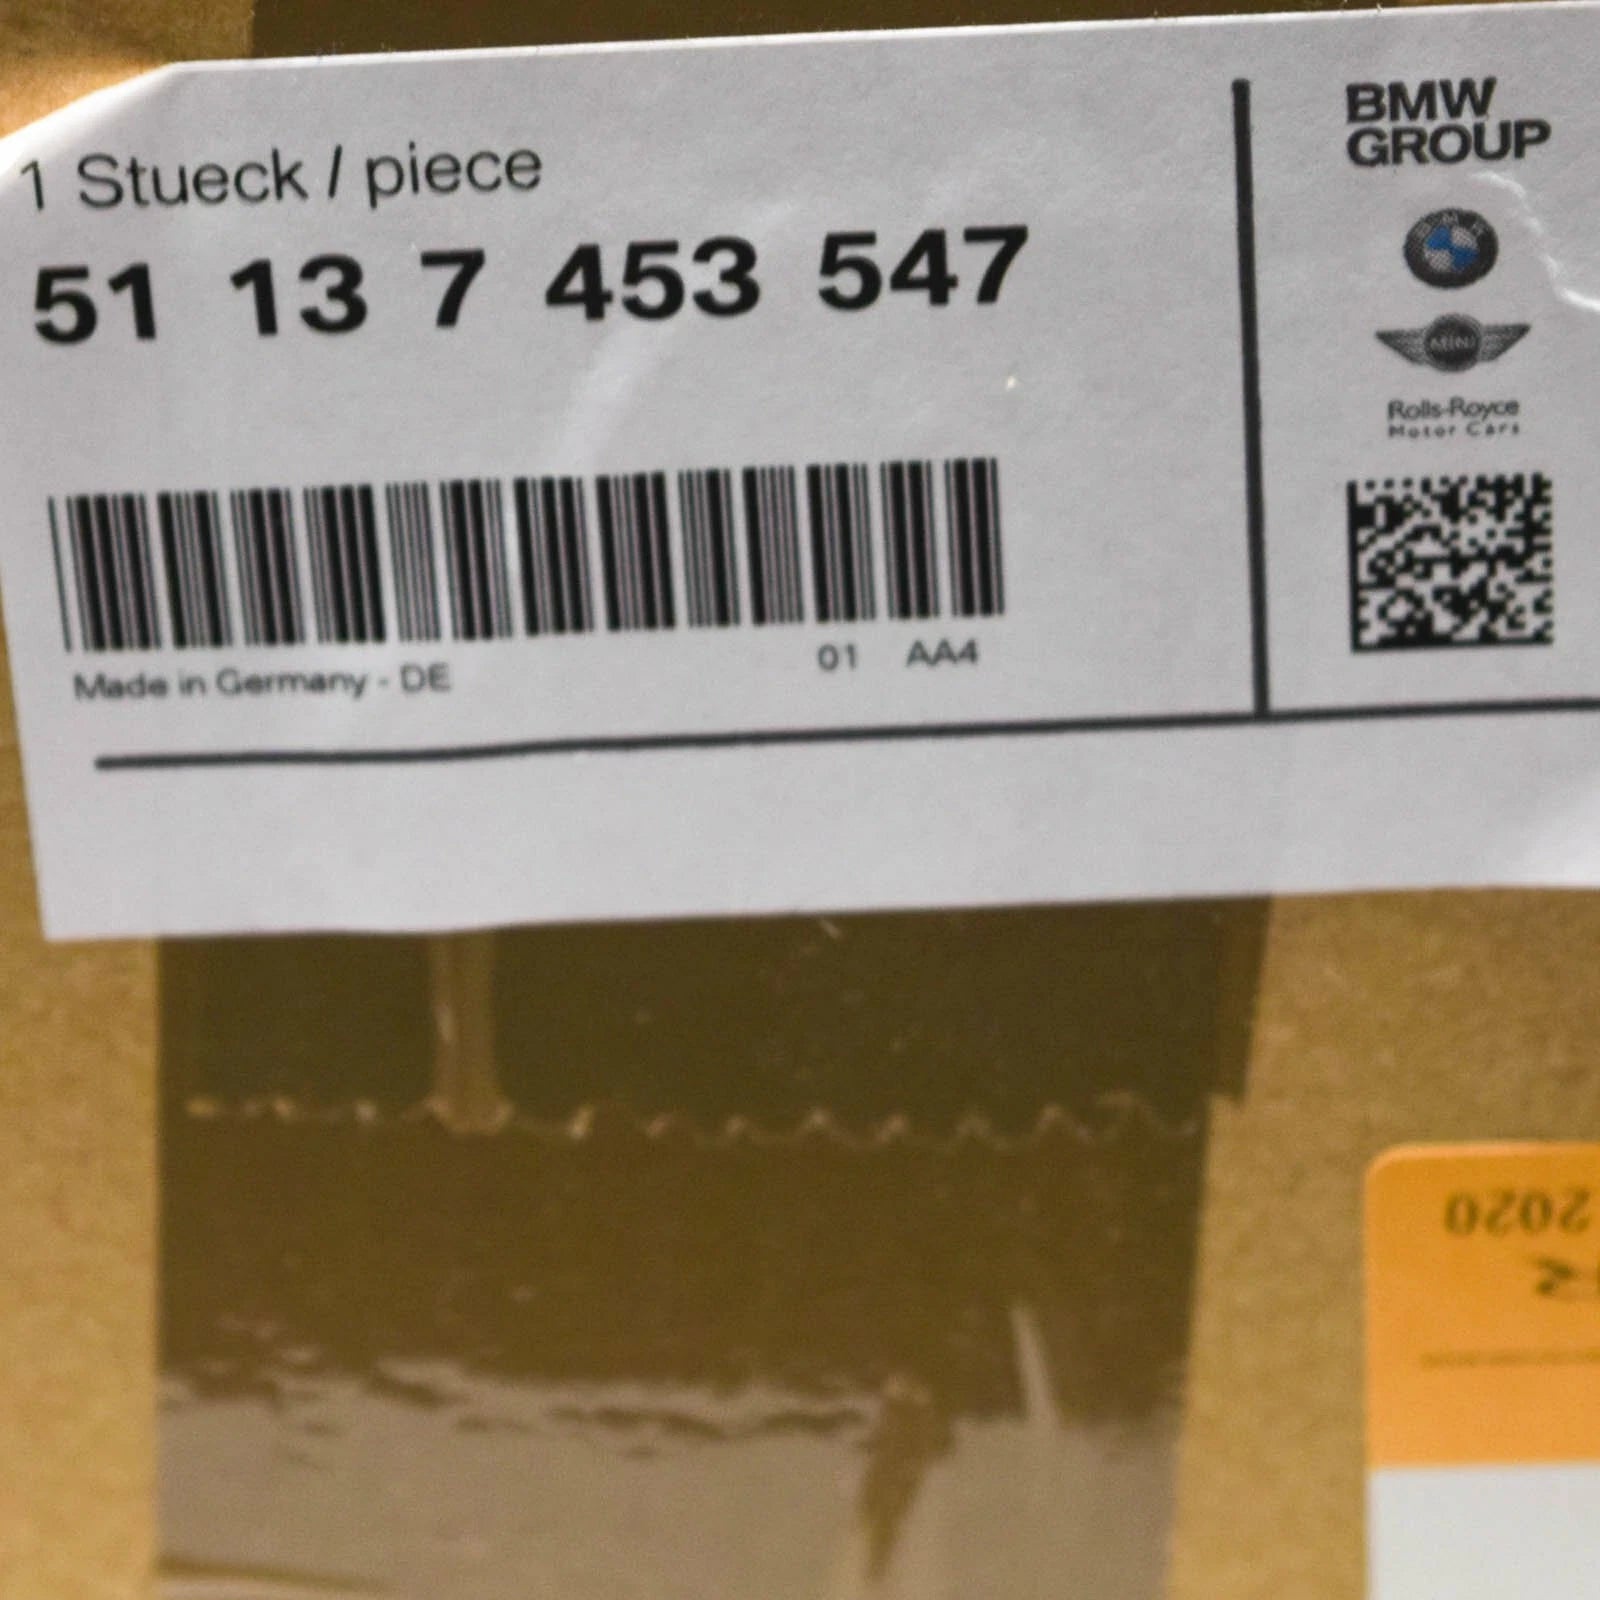 1 Stueck / piece
51 13 7 453 547
Made in Germany - DE
01 AA4
BMW
GROUP
MINI
Rolls-Royce
Motor Cars
2020